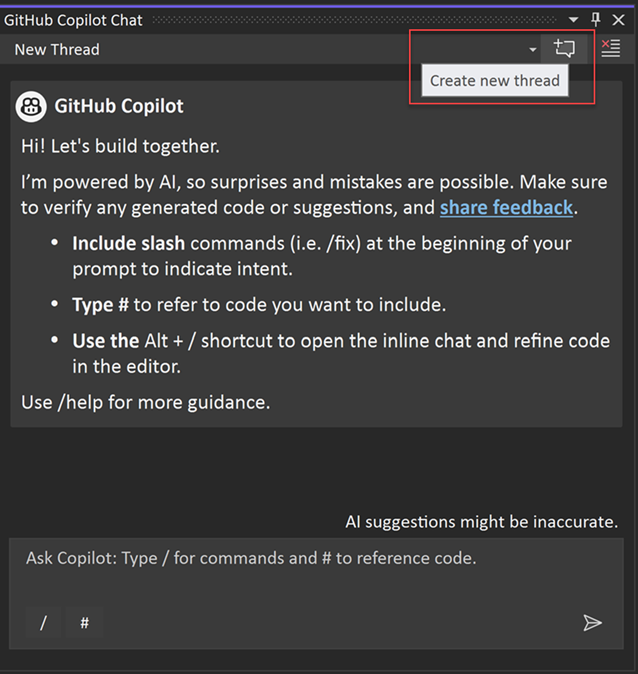 GitHub Copilot Chat
New Thread
Create new thread
GitHub Copilot
Hi! Let's build together.
I’m powered by AI, so surprises and mistakes are possible. Make sure
to verify any generated code or suggestions, and share feedback.
• Include slash commands (i.e. /fix) at the beginning of your
prompt to indicate intent.
• Type # to refer to code you want to include.
• Use the Alt + / shortcut to open the inline chat and refine code
in the editor.
Use /help for more guidance.
AI suggestions might be inaccurate.
Ask Copilot: Type / for commands and # to reference code.
/ #